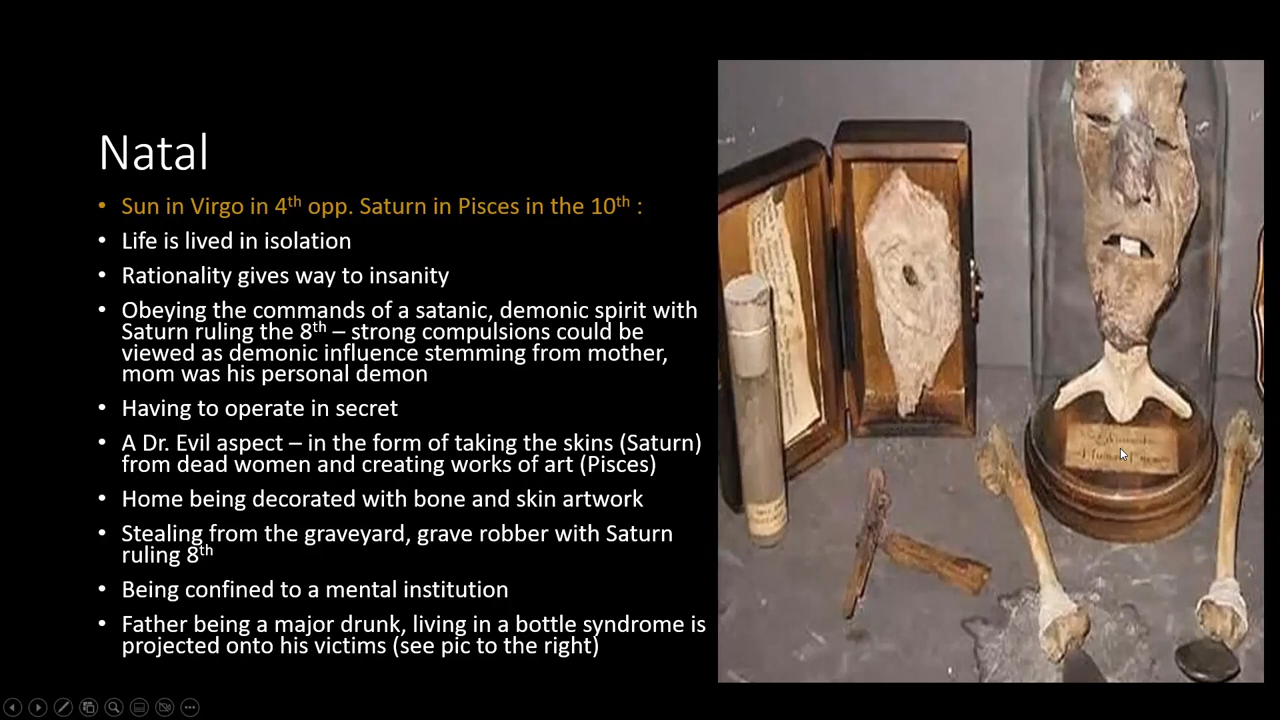 Natal
• Sun in Virgo in 4th opp. Saturn in Pisces in the 10th :
• Life is lived in isolation
• Rationality gives way to insanity
• Obeying the commands of a satanic, demonic spirit with
Saturn ruling the 8th – strong compulsions could be
viewed as demonic influence stemming from mother,
mom was his personal demon
• Having to operate in secret
• A Dr. Evil aspect – in the form of taking the skins (Saturn)
from dead women and creating works of art (Pisces)
• Home being decorated with bone and skin artwork
• Stealing from the graveyard, grave robber with Saturn
ruling 8th
• Being confined to a mental institution
• Father being a major drunk, living in a bottle syndrome is
projected onto his victims (see pic to the right)